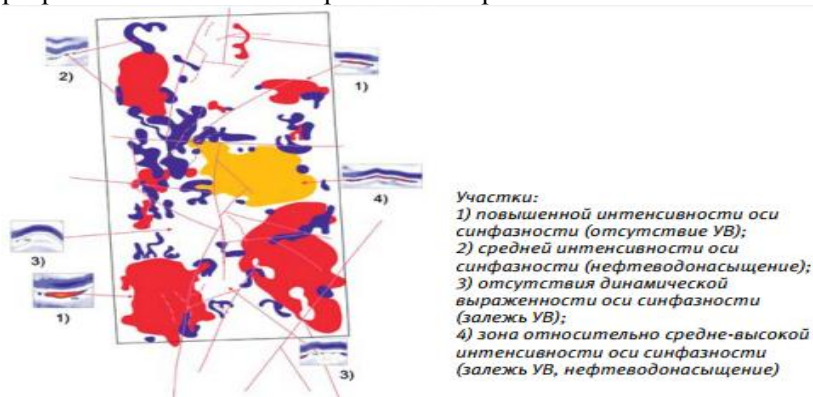 2)
1)
4)
3)
1)
3)
Участки:
1) повышенной интенсивности оси
синфазности (отсутствие УВ);
2) средней интенсивности оси
синфазности (нефтеводонасыщение);
3) отсутствия динамической
выраженности оси синфазности
(залежь УВ);
4) зона относительно средне-высокой
интенсивности оси синфазности
(залежь УВ, нефтеводонасыщение)